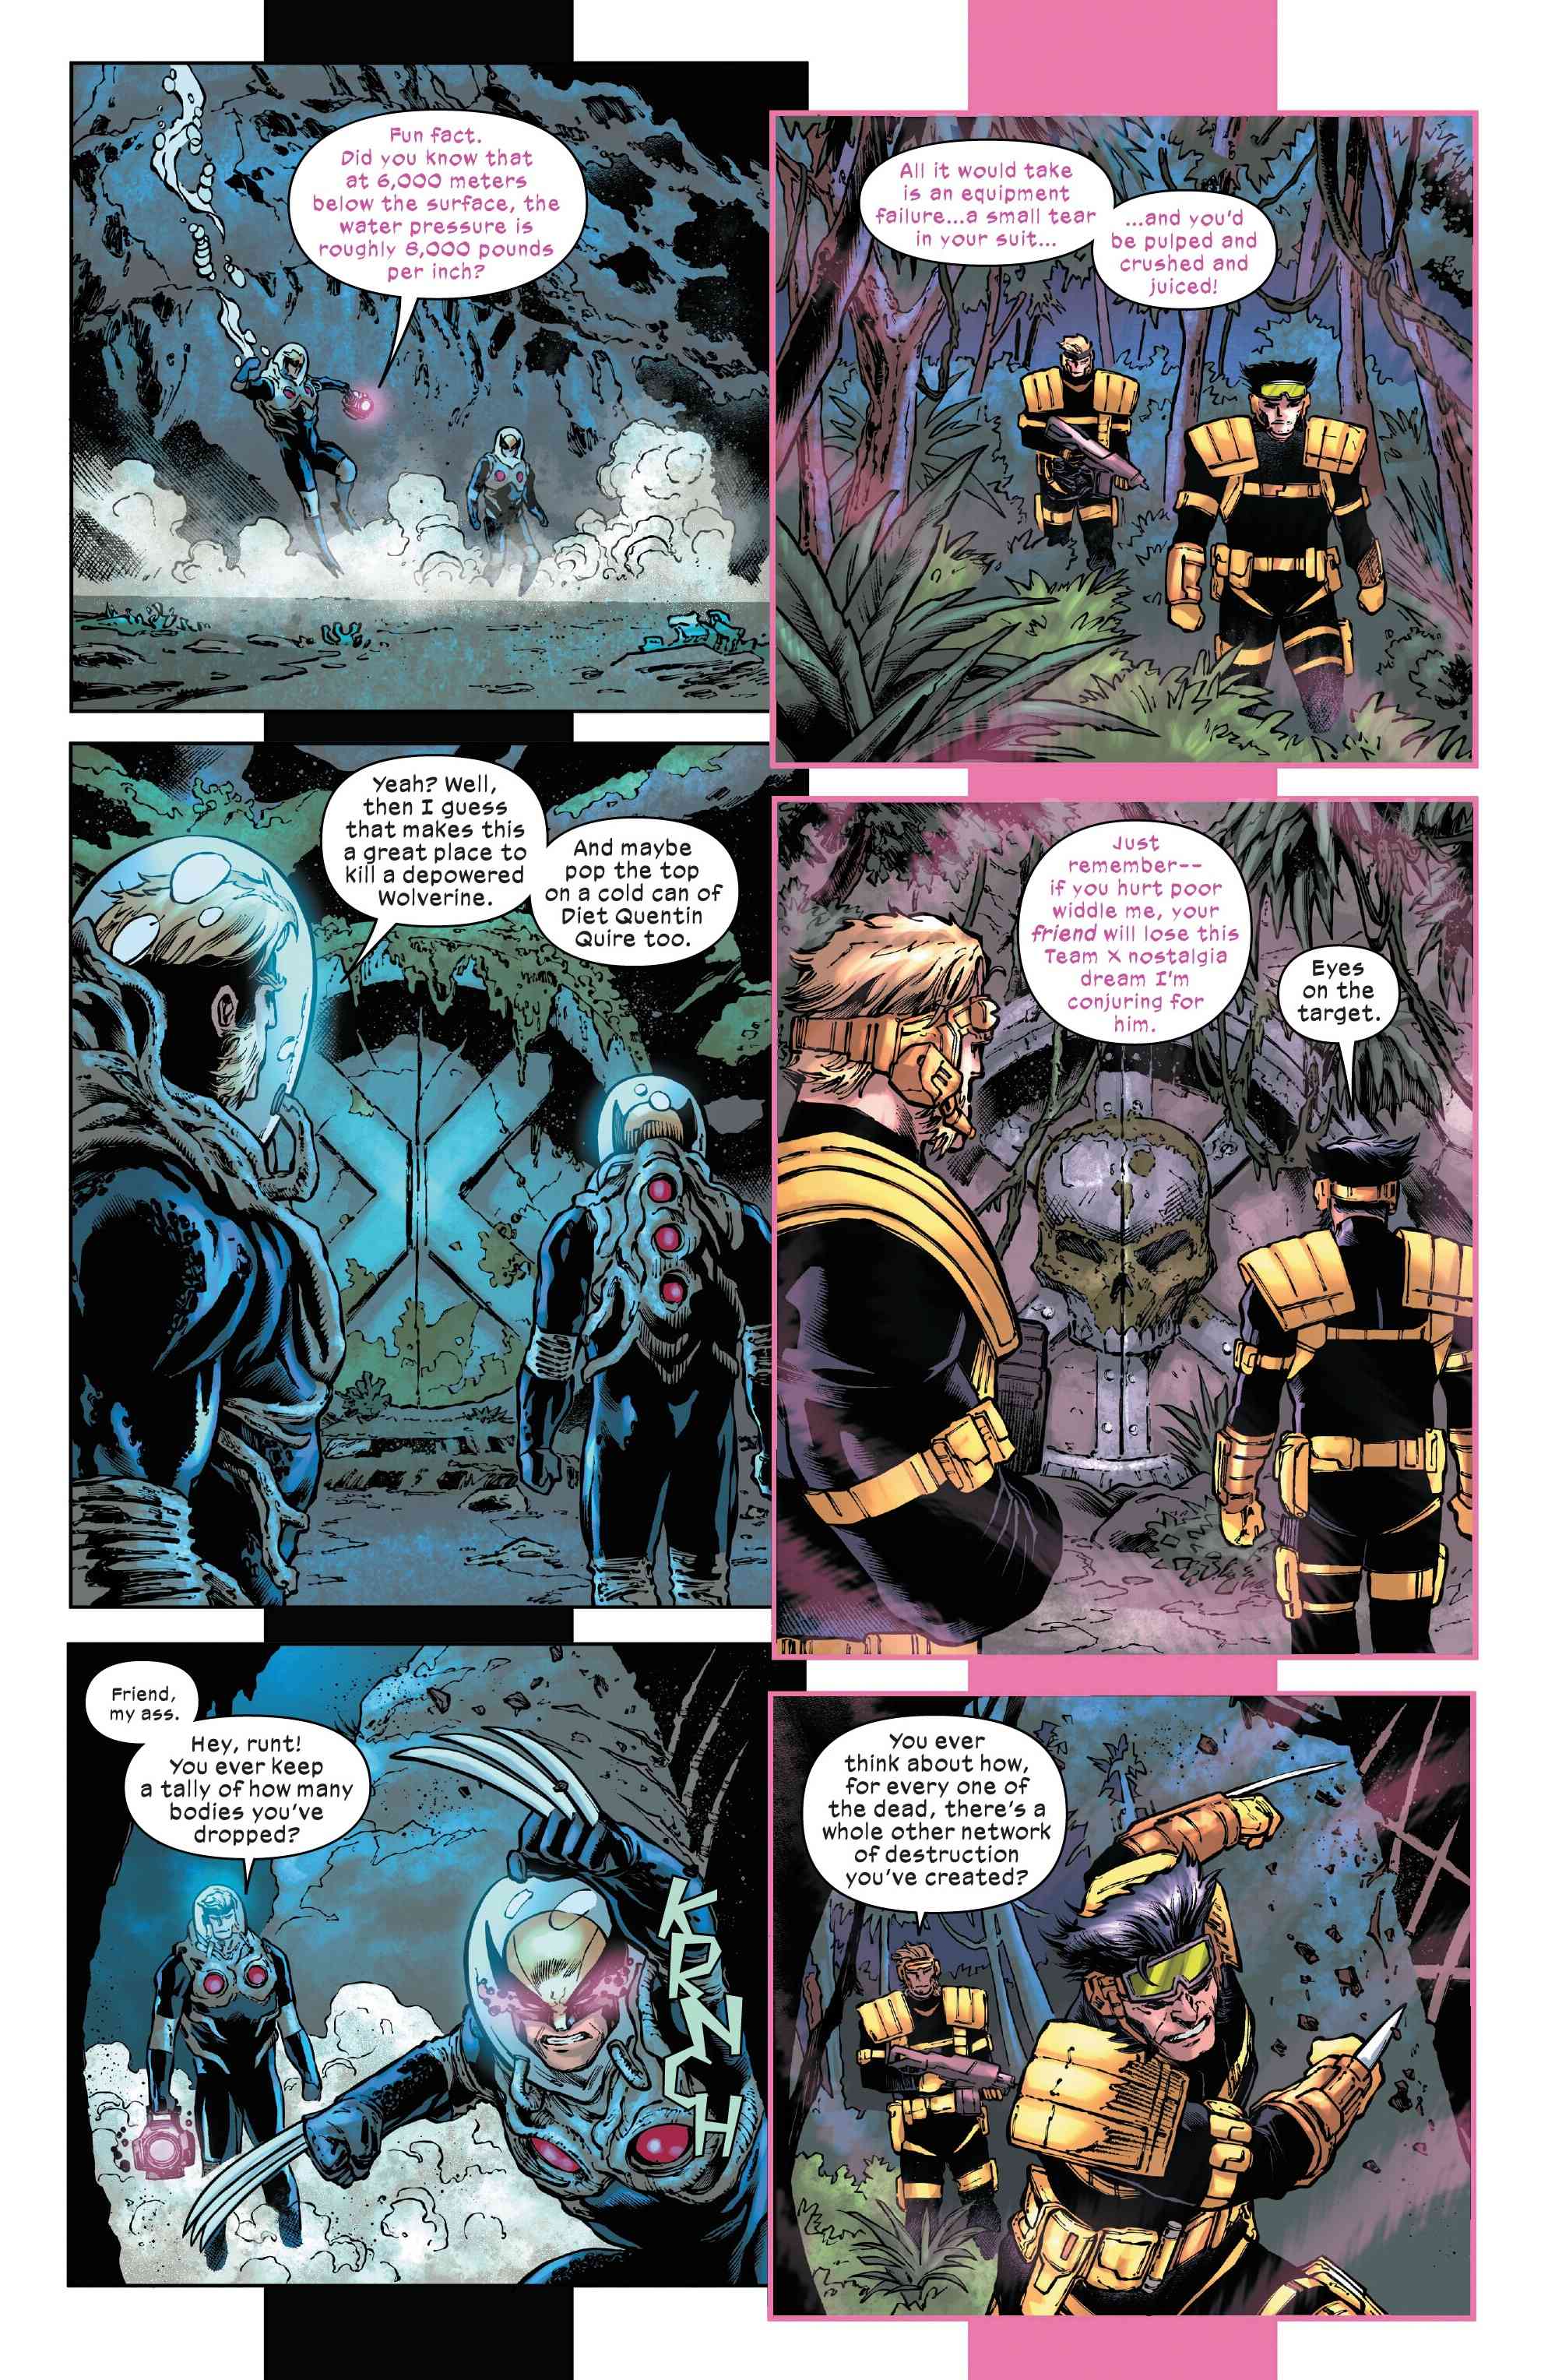 Fun fact.
Did you know that
at 6,000 meters
below the surface, the
water pressure is
roughly 8,000 pounds
per inch?
All it would take
is an equipment
failure...a small tear
in your suit...
...and you'd
be pulped and
crushed and
juiced!
Yeah? Well,
then I guess
that makes this
a great place to
kill a depowered
Wolverine.
And maybe
pop the top
on a cold can of
Diet Quentin
Quire too.
Just
remember--
if you hurt poor
widdle me, your
friend will lose this
Team X nostalgia
dream I'm
conjuring for
him.
Eyes
on the
target.
Friend,
my ass.
Hey, runt!
You ever keep
a tally of how many
bodies you've
dropped?
KRNCH
You ever
think about how,
for every one of
the dead, there's a
whole other network
of destruction
you've created?